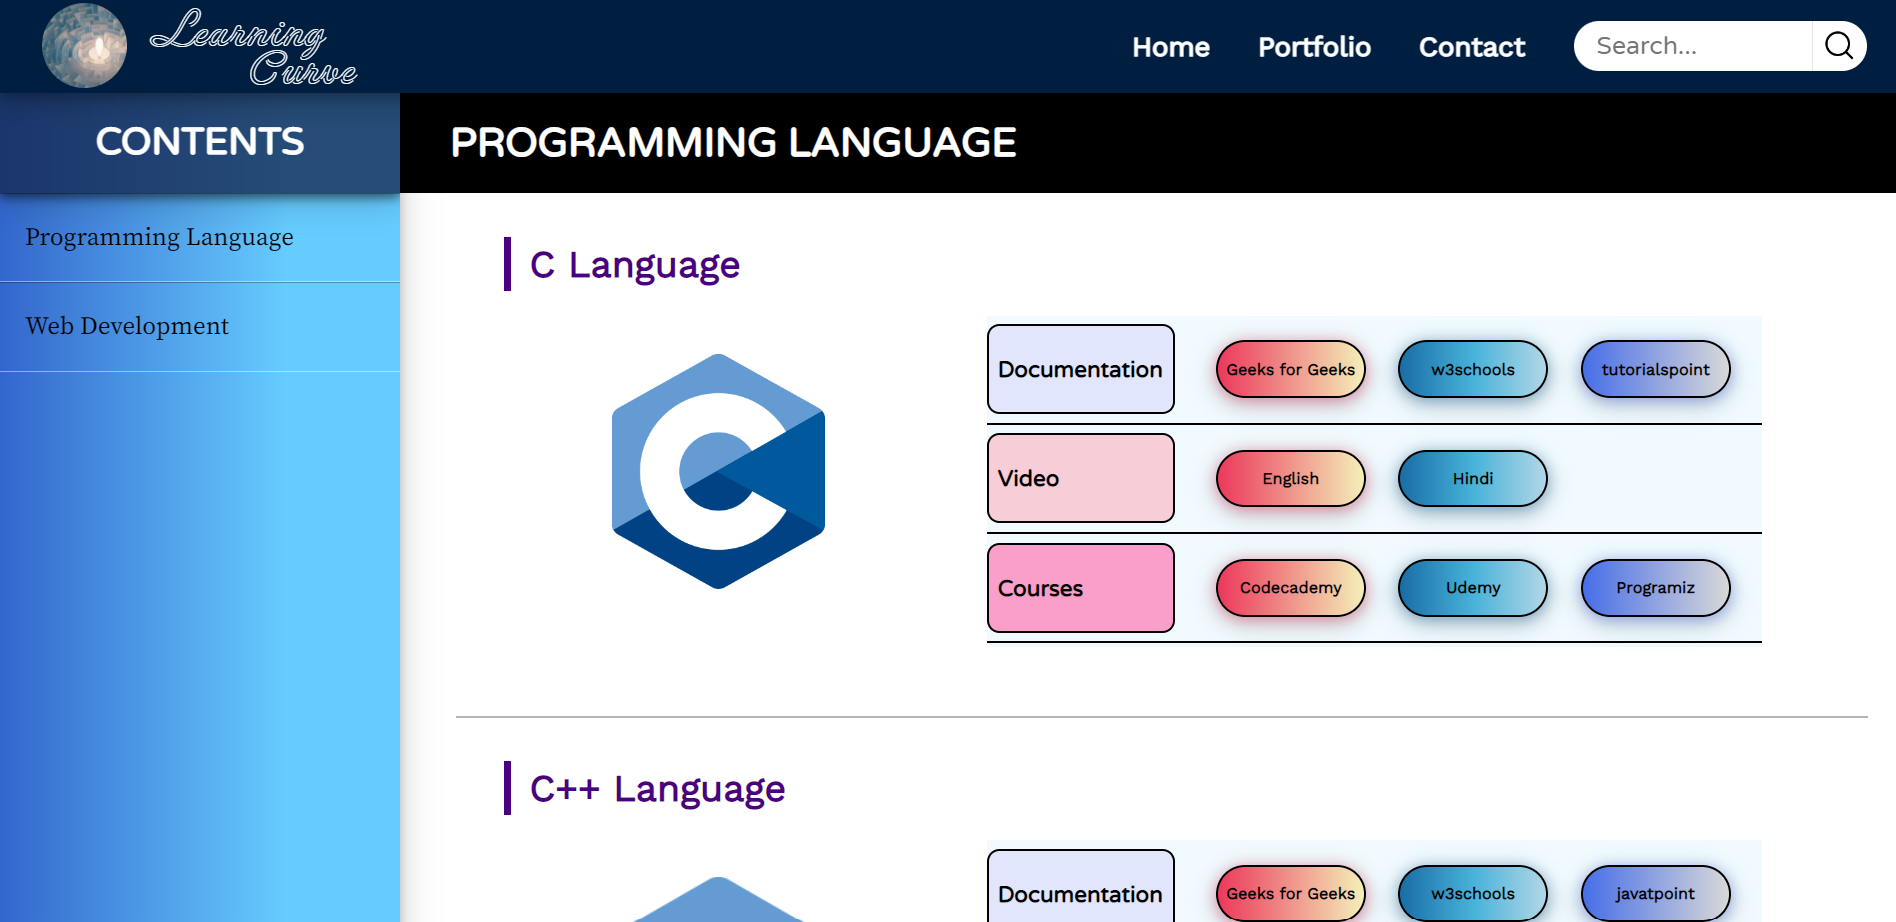 Learning
Curve
Home
Portfolio
Contact
Search...
CONTENTS
PROGRAMMING LANGUAGE
Programming Language
Web Development
C Language
Documentation
Geeks for Geeks
w3schools
tutorialspoint
Video
English
Hindi
Courses
Codecademy
Udemy
Programiz
C++ Language
Documentation
Geeks for Geeks
w3schools
javatpoint